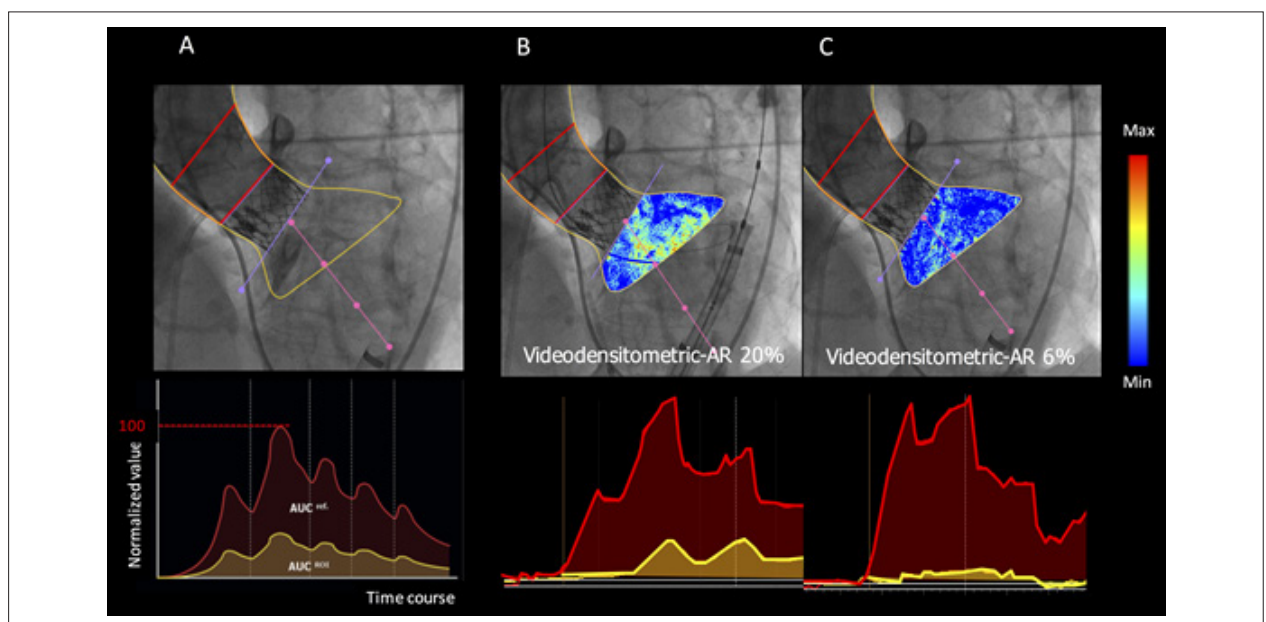 A
B
C
Max
Min
Videodensitometric-AR 20%
Videodensitometric-AR 6%
100
Normalized value
AUC ref.
AUC ROI
Time course